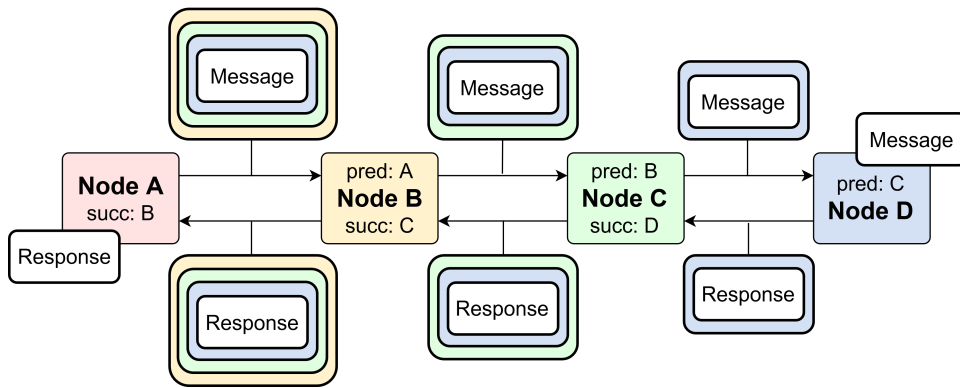 Message
Message
Message
Message
Node A
succ: B
pred: A
Node B
succ: C
pred: B
Node C
succ: D
pred: C
Node D
Response
Response
Response
Response